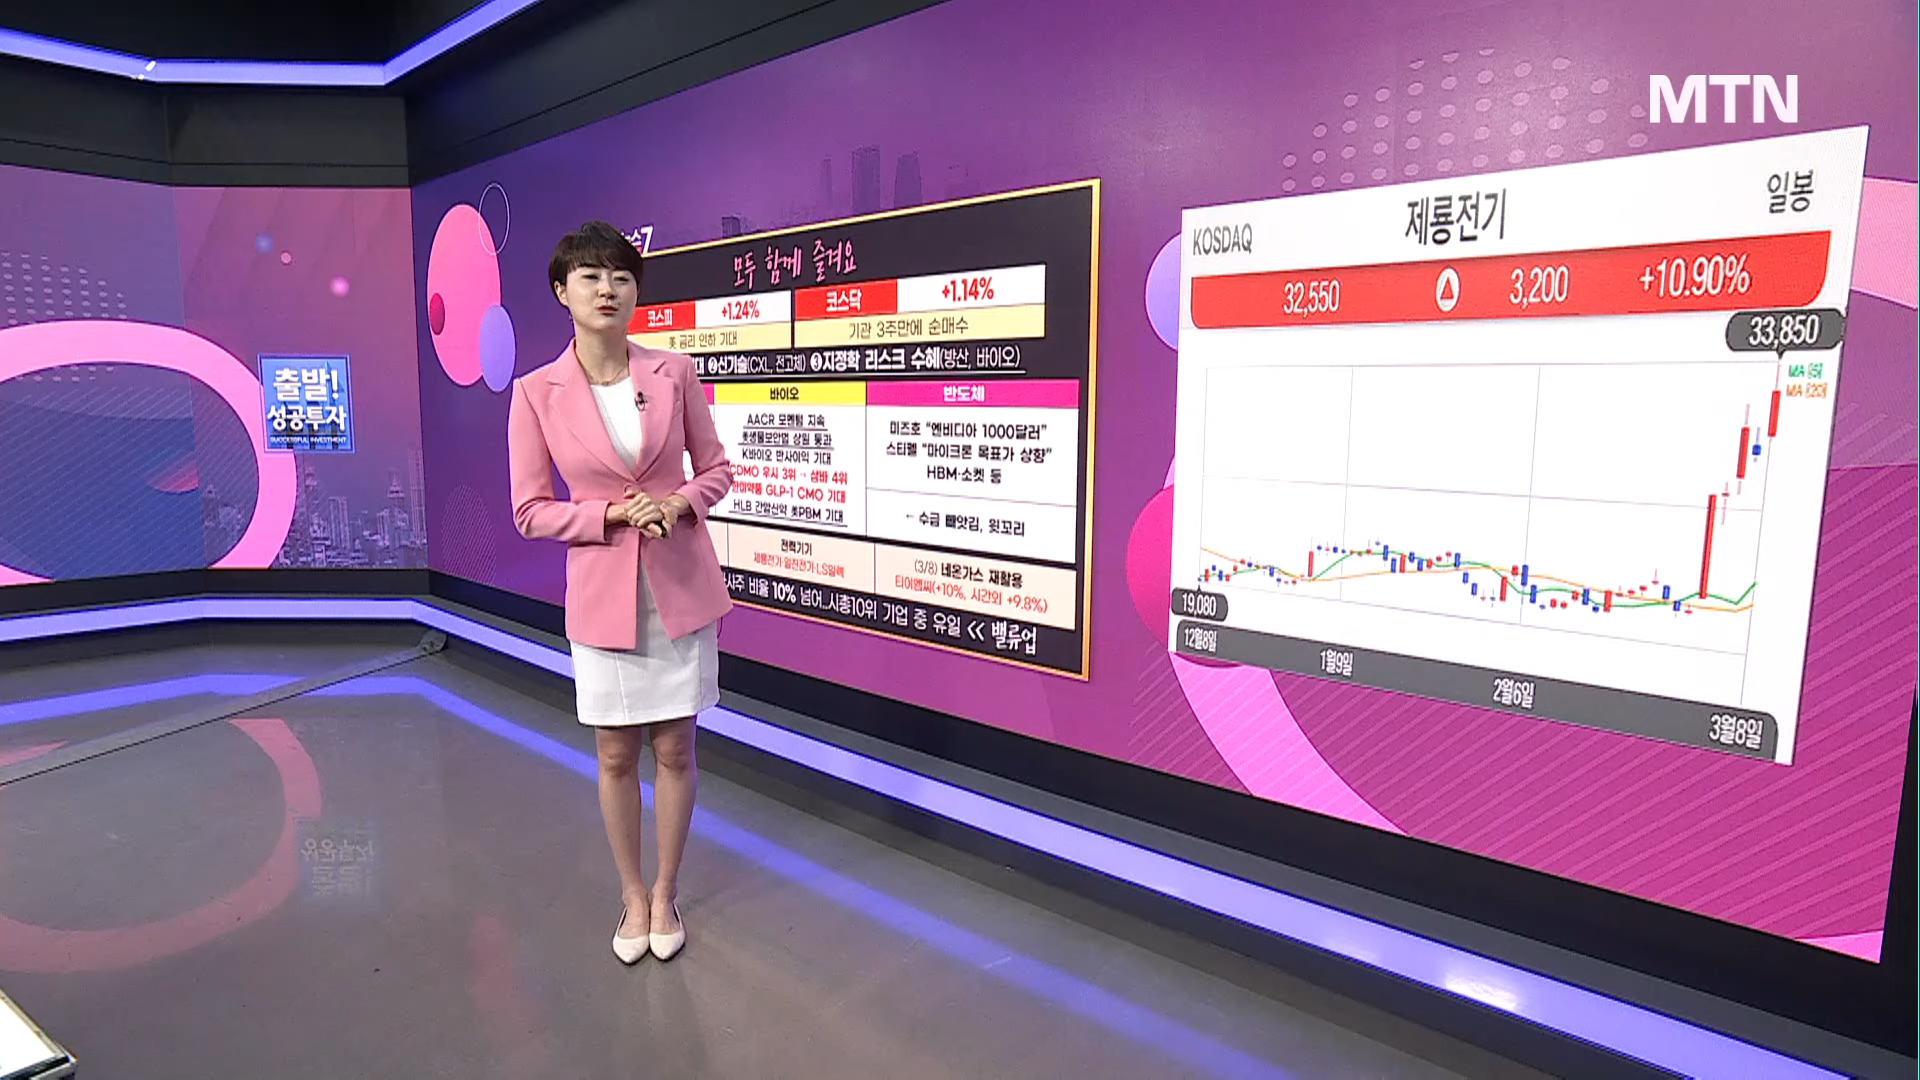 MTN
출발!
성공투자
SUCCESSFUL INVESTMENT
모두 함께 즐겨요
코스피 +1.24% 코스닥 +1.14%
美 금리 인하 기대 기관 3주만에 순매수
❷신기술(CXL, 전고체) ❸지정학 리스크 수혜(방산, 바이오)
바이오
AACR 모멘텀 지속
美생물보안법 상원 통과
K바이오 반사이익 기대
CDMO 우시 3위 → 삼바 4위
한미약품 GLP-1 CMO 기대
HLB 간암신약 美PBM 기대
반도체
미즈호 "엔비디아 1000달러"
스티펠 "마이크론 목표가 상향"
HBM·소켓 등
← 수급 빼앗김, 윗꼬리
전력기기
제룡전기·일진전기·LS일렉
(3/8) 네온가스 재활용
티이엠씨(+10%, 시간외 +9.8%)
사주 비율 10% 넘어..시총10위 기업 중 유일 << 밸류업
KOSDAQ 제룡전기 일봉
32,550 3,200 +10.90%
33,850
MA (5)
MA (20)
19,080
12월8일 1월9일 2월6일 3월8일